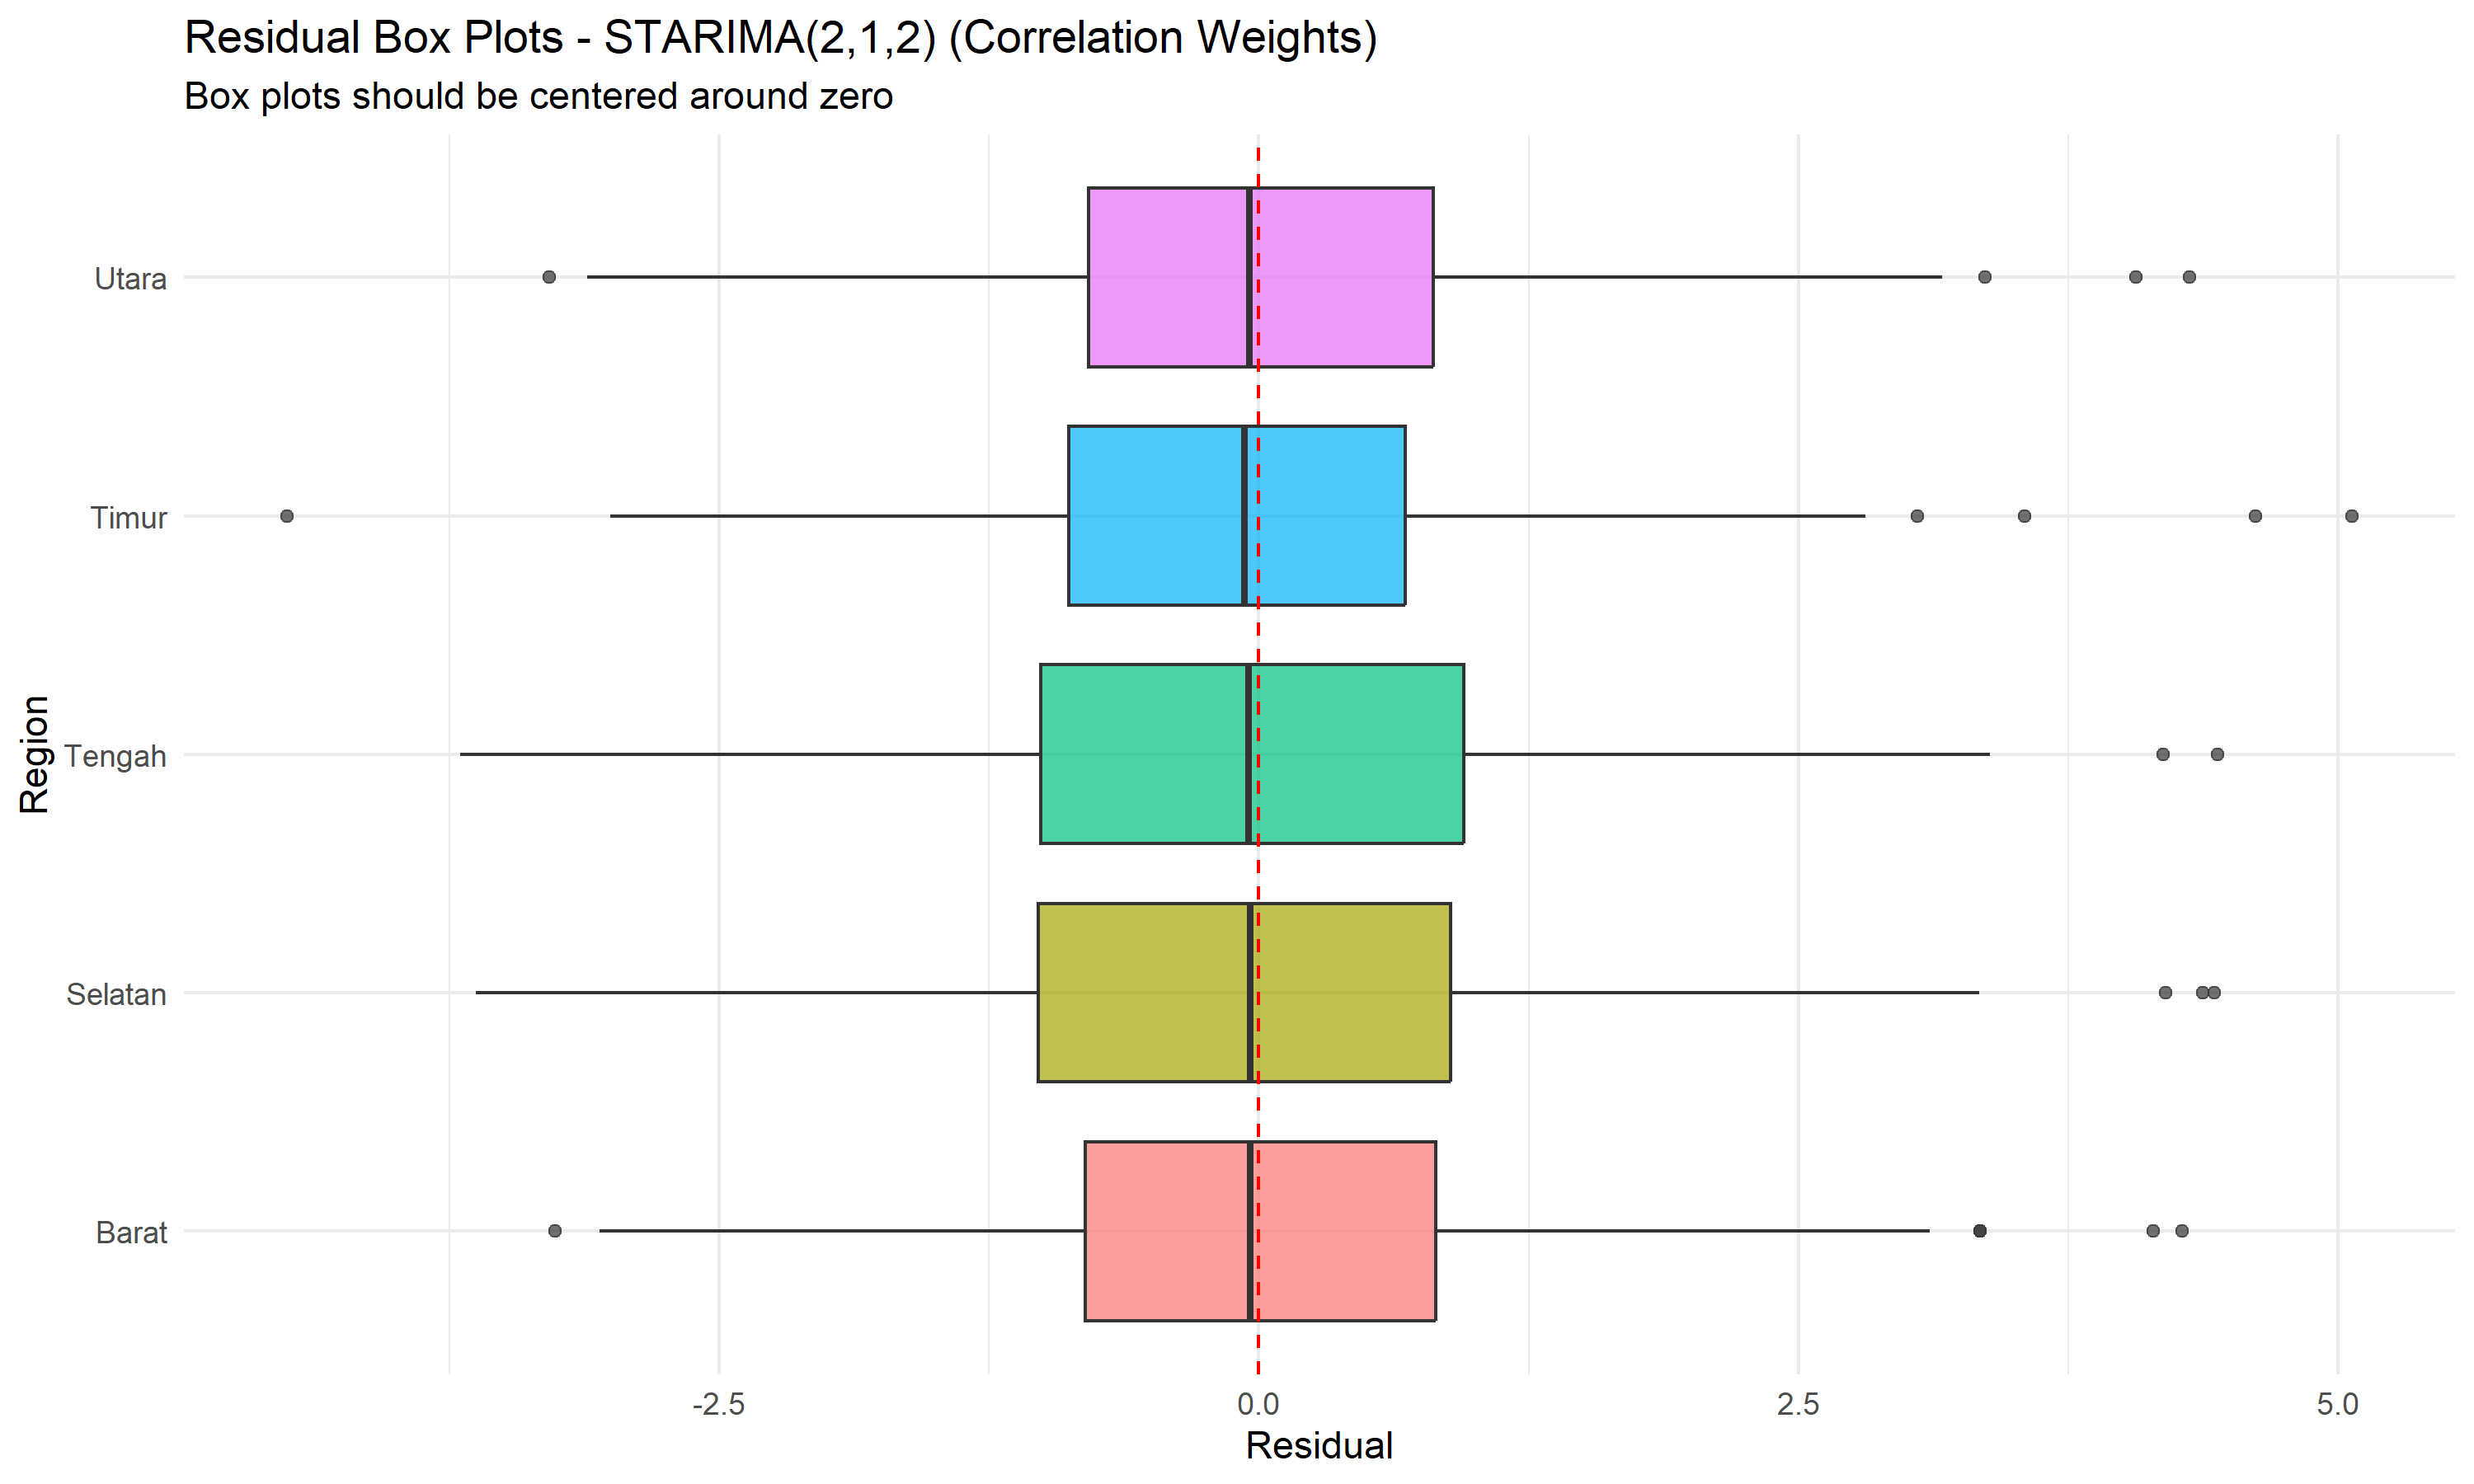 Residual Box Plots - STARIMA(2,1,2) (Correlation Weights)
Box plots should be centered around zero
Region
Utara
Timur
Tengah
Selatan
Barat
-2.5 0.0 2.5 5.0
Residual